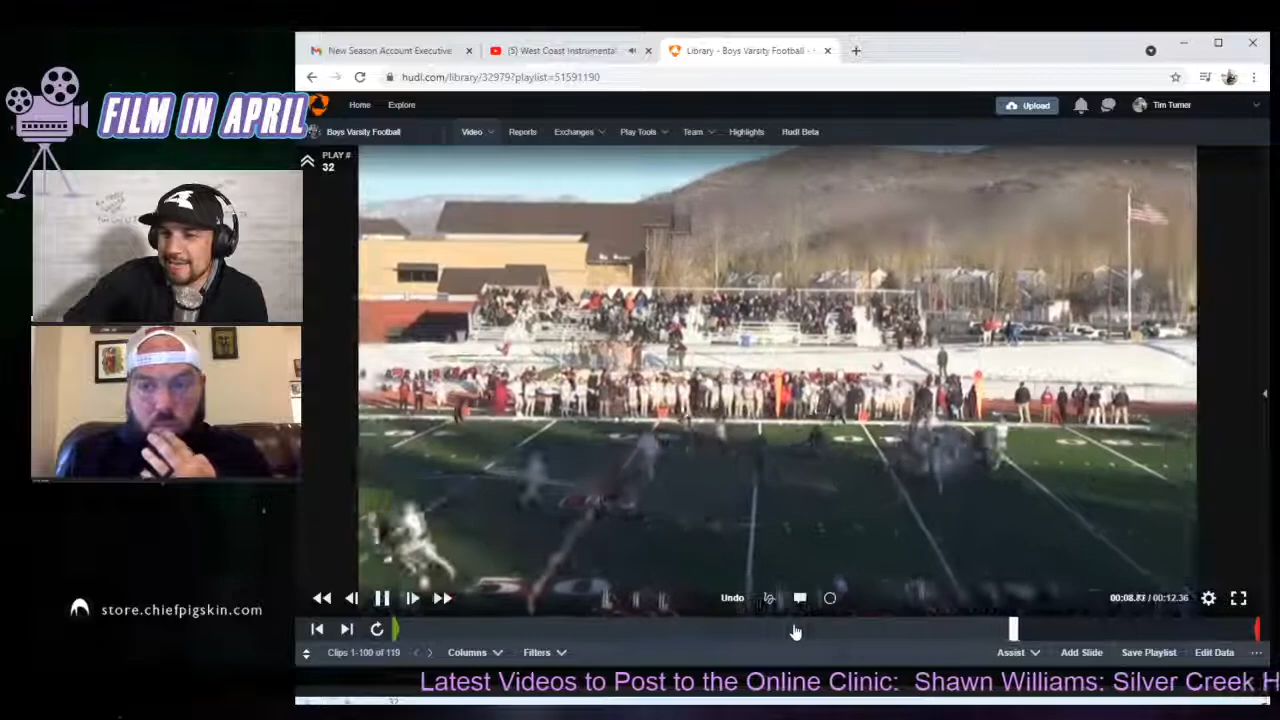 New Season Account Executive
(5) West Coast Instrumental
Library - Boys Varsity Football -
hudl.com/library/32979?playlist=51591190
FILM IN APRIL
Home
Explore
Upload
Tim Turner
Boys Varsity Football
Video
Reports
Exchanges
Play Tools
Team
Highlights
Hudl Beta
PLAY #
32
Undo
/ 00:12.36
store.chiefpigskin.com
Clips 1-100 of 119
Columns
Filters
Assist
Add Slide
Save Playlist
Edit Data
Latest Videos to Post to the Online Clinic: Shawn Williams: Silver Creek H
32